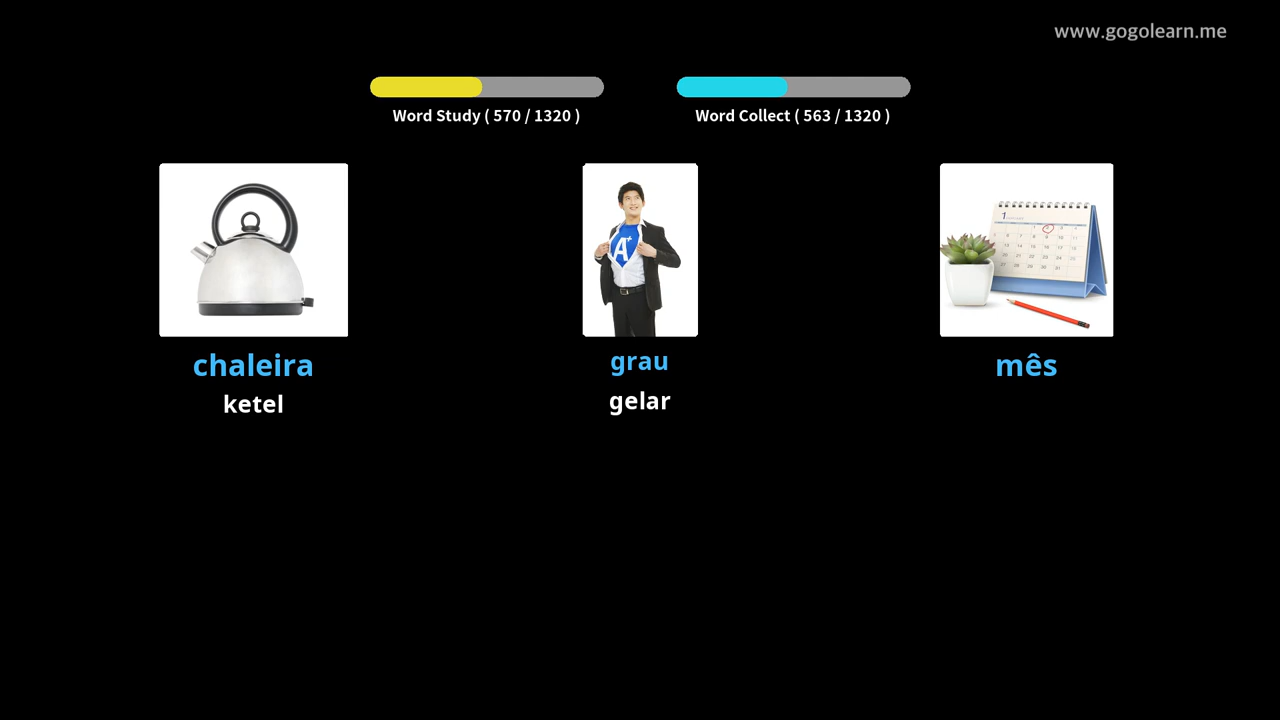 www.gogolearn.me
Word Study ( 570 / 1320 )
Word Collect ( 563 / 1320 )
A+
chaleira
grau
mês
ketel
gelar